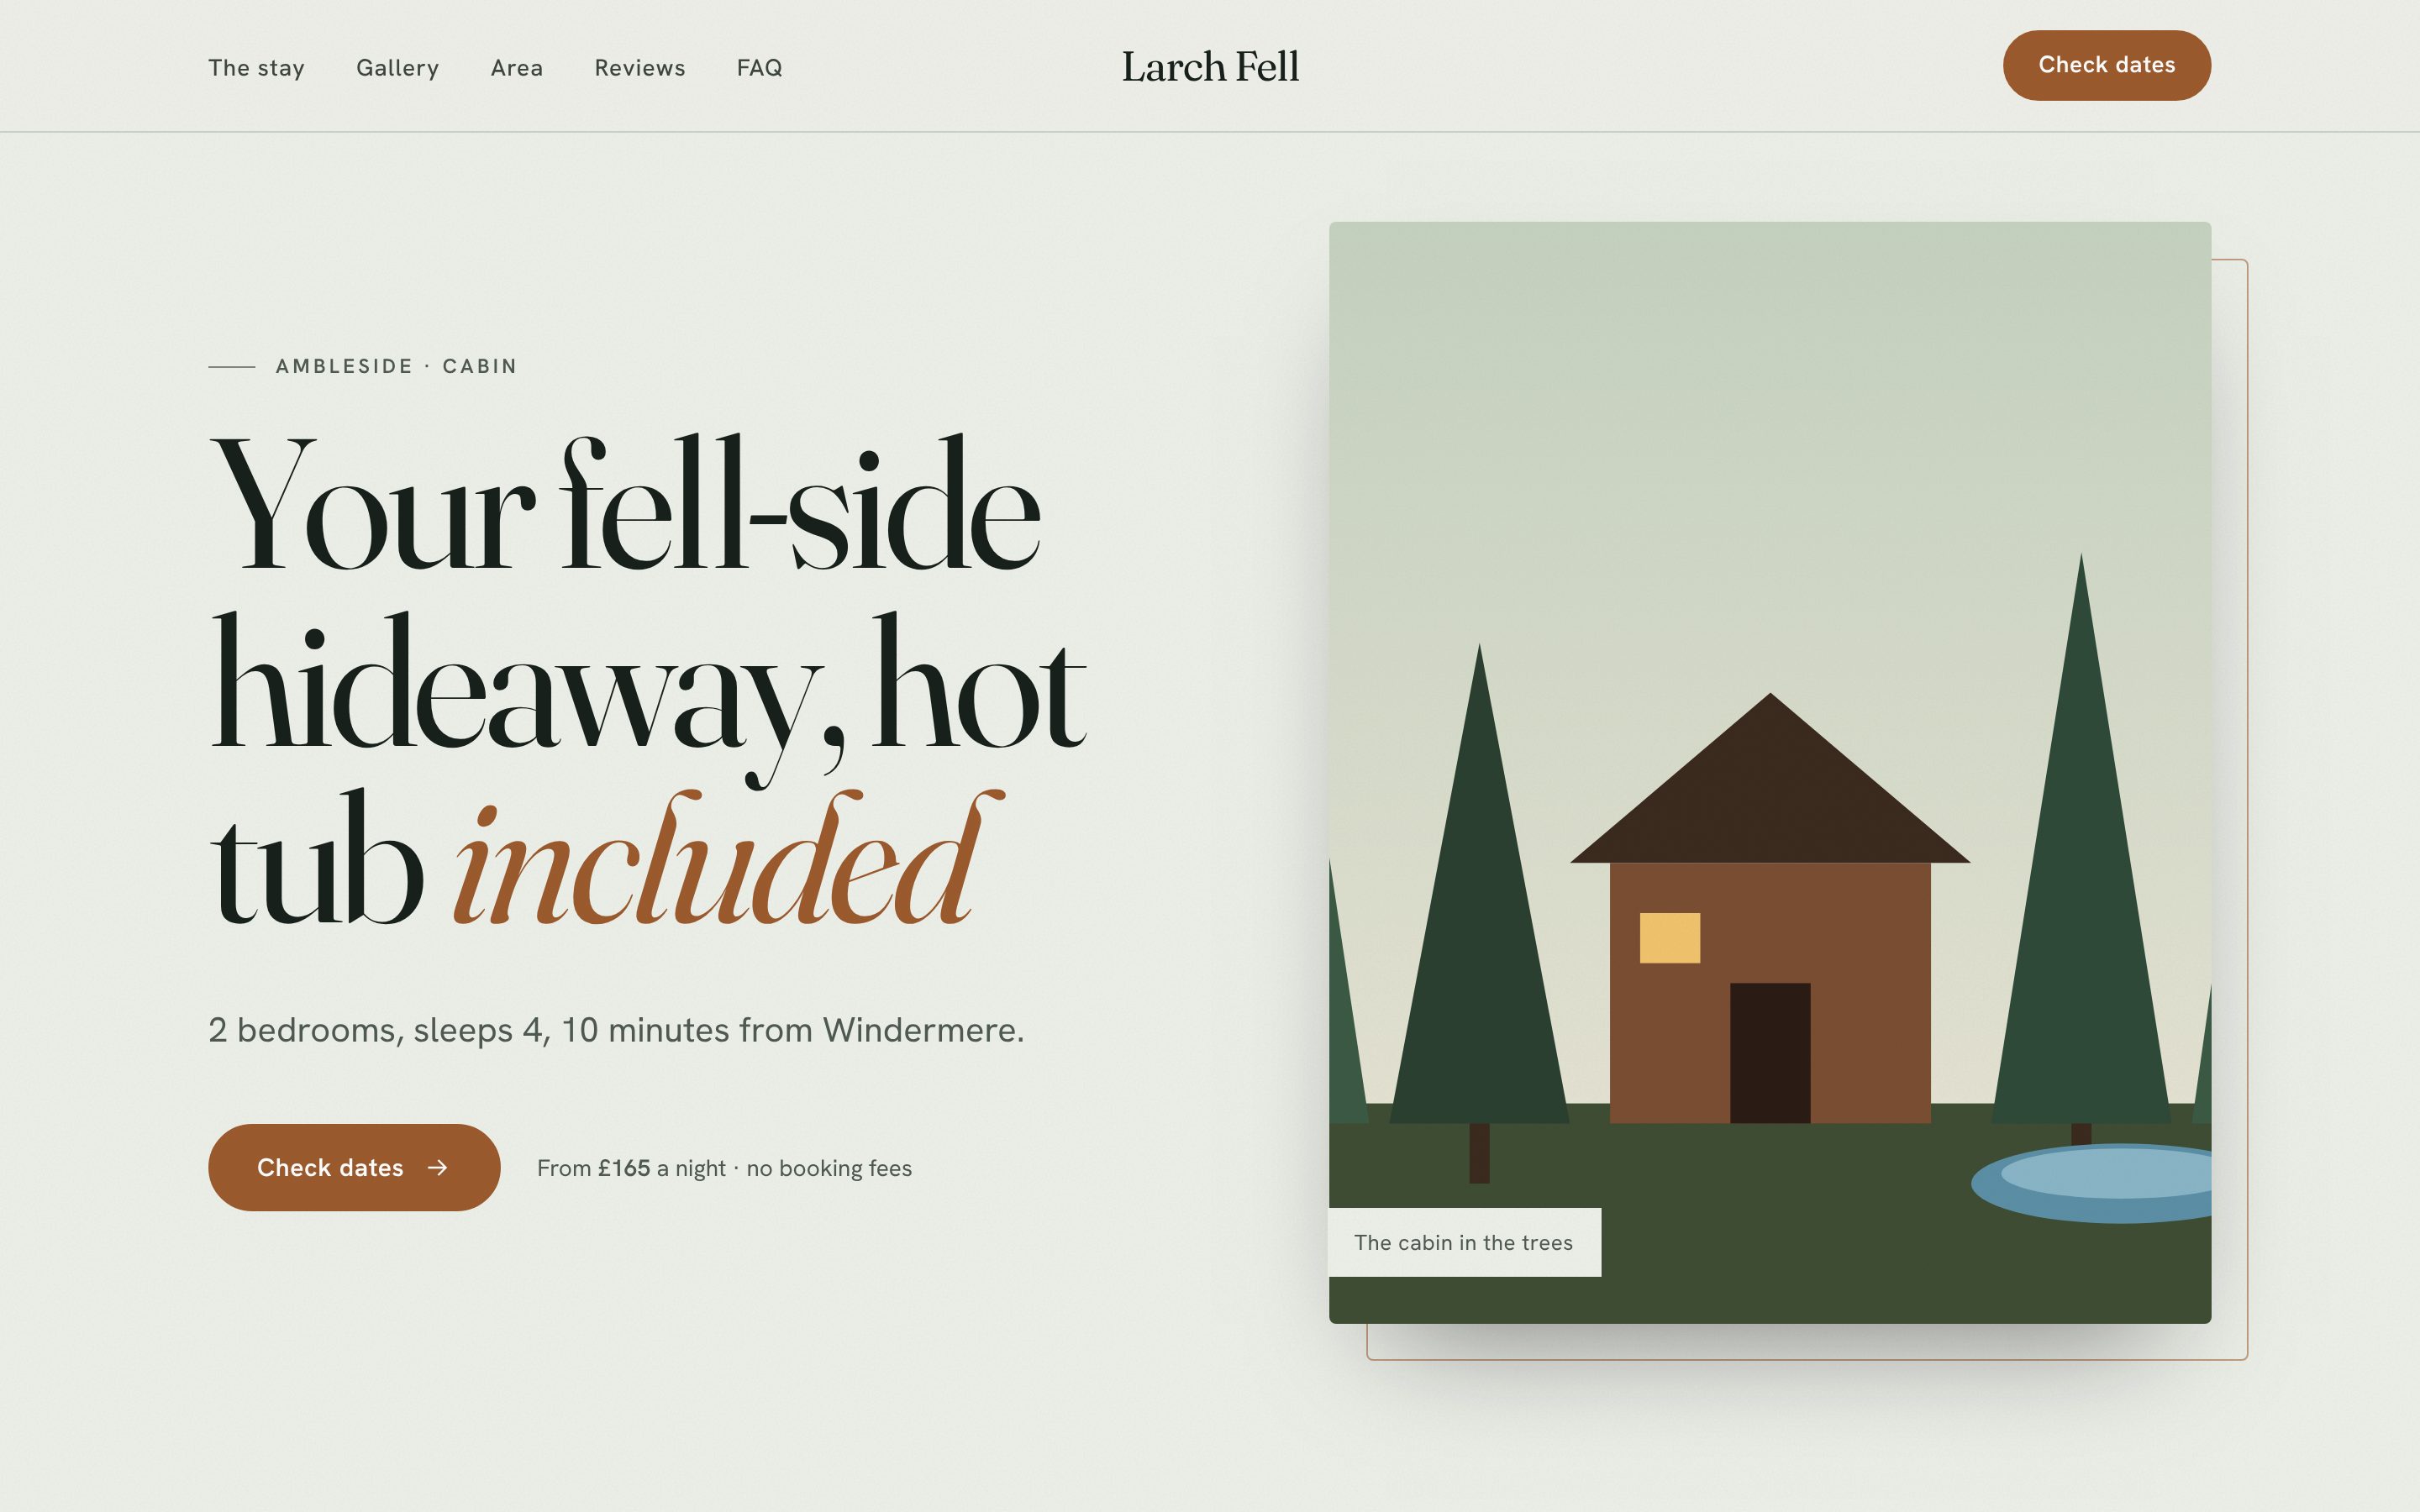 The stay
Gallery
Area
Reviews
FAQ
Larch Fell
Check dates
AMBLESIDE · CABIN
Your fell-side
hideaway, hot
tub included
2 bedrooms, sleeps 4, 10 minutes from Windermere.
Check dates →
From £165 a night · no booking fees
The cabin in the trees